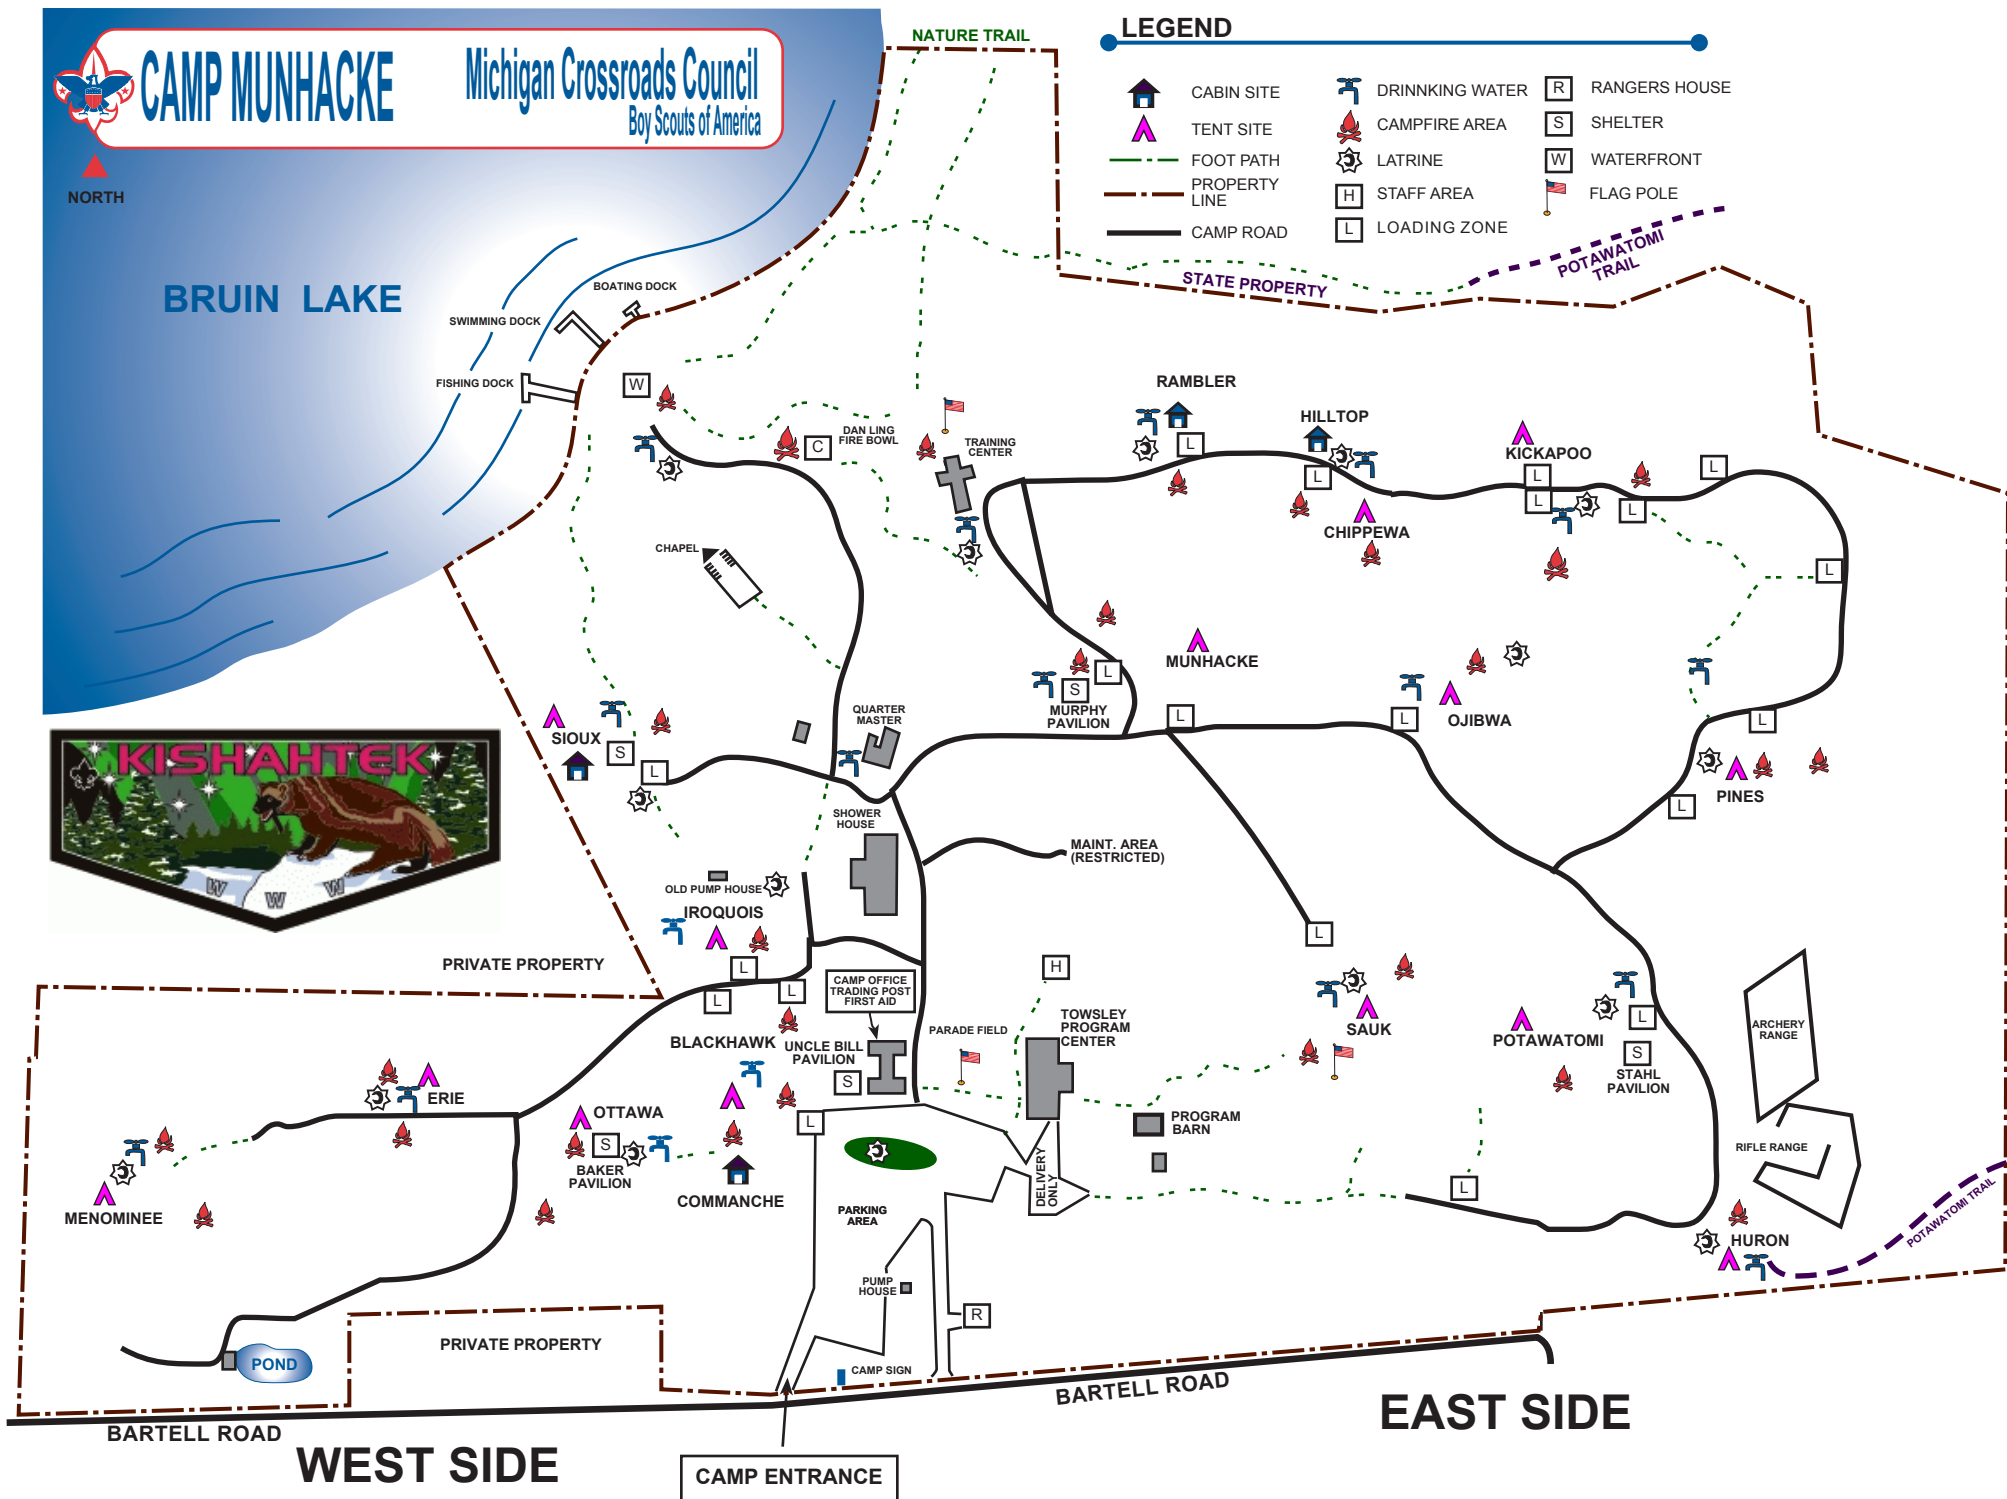 CAMP MUNHACKE
Michigan Crossroads Council
Boy Scouts of America
NORTH
BRUIN LAKE
BOATING DOCK
SWIMMING DOCK
FISHING DOCK
NATURE TRAIL
LEGEND
CABIN SITE
TENT SITE
FOOT PATH
PROPERTY
LINE
CAMP ROAD
DRINNKING WATER
CAMPFIRE AREA
LATRINE
H STAFF AREA
L LOADING ZONE
R RANGERS HOUSE
S SHELTER
W WATERFRONT
FLAG POLE
STATE PROPERTY
POTAWATOMI
TRAIL
W
C
DAN LING
FIRE BOWL
TRAINING
CENTER
RAMBLER
L
HILLTOP
L
KICKAPOO
L
L
L
L
L
CHIPPEWA
CHAPEL
MUNHACKE
L
S
MURPHY
PAVILION
L
L
OJIBWA
L
PINES
L
SIOUX
S
L
QUARTER
MASTER
SHOWER
HOUSE
MAINT. AREA
(RESTRICTED)
KISHAHTEK
W W W
OLD PUMP HOUSE
IROQUOIS
L
L
L
PRIVATE PROPERTY
CAMP OFFICE
TRADING POST
FIRST AID
BLACKHAWK
UNCLE BILL
PAVILION
S
PARADE FIELD
H
TOWSLEY
PROGRAM
CENTER
L
SAUK
POTAWATOMI
L
S
STAHL
PAVILION
ARCHERY
RANGE
RIFLE RANGE
ERIE
OTTAWA
S
BAKER
PAVILION
COMMANCHE
L
PROGRAM
BARN
DELIVERY
ONLY
PARKING
AREA
L
MENOMINEE
HURON
POTAWATOMI TRAIL
PUMP
HOUSE
R
PRIVATE PROPERTY
POND
CAMP SIGN
BARTELL ROAD
BARTELL ROAD
EAST SIDE
WEST SIDE
CAMP ENTRANCE